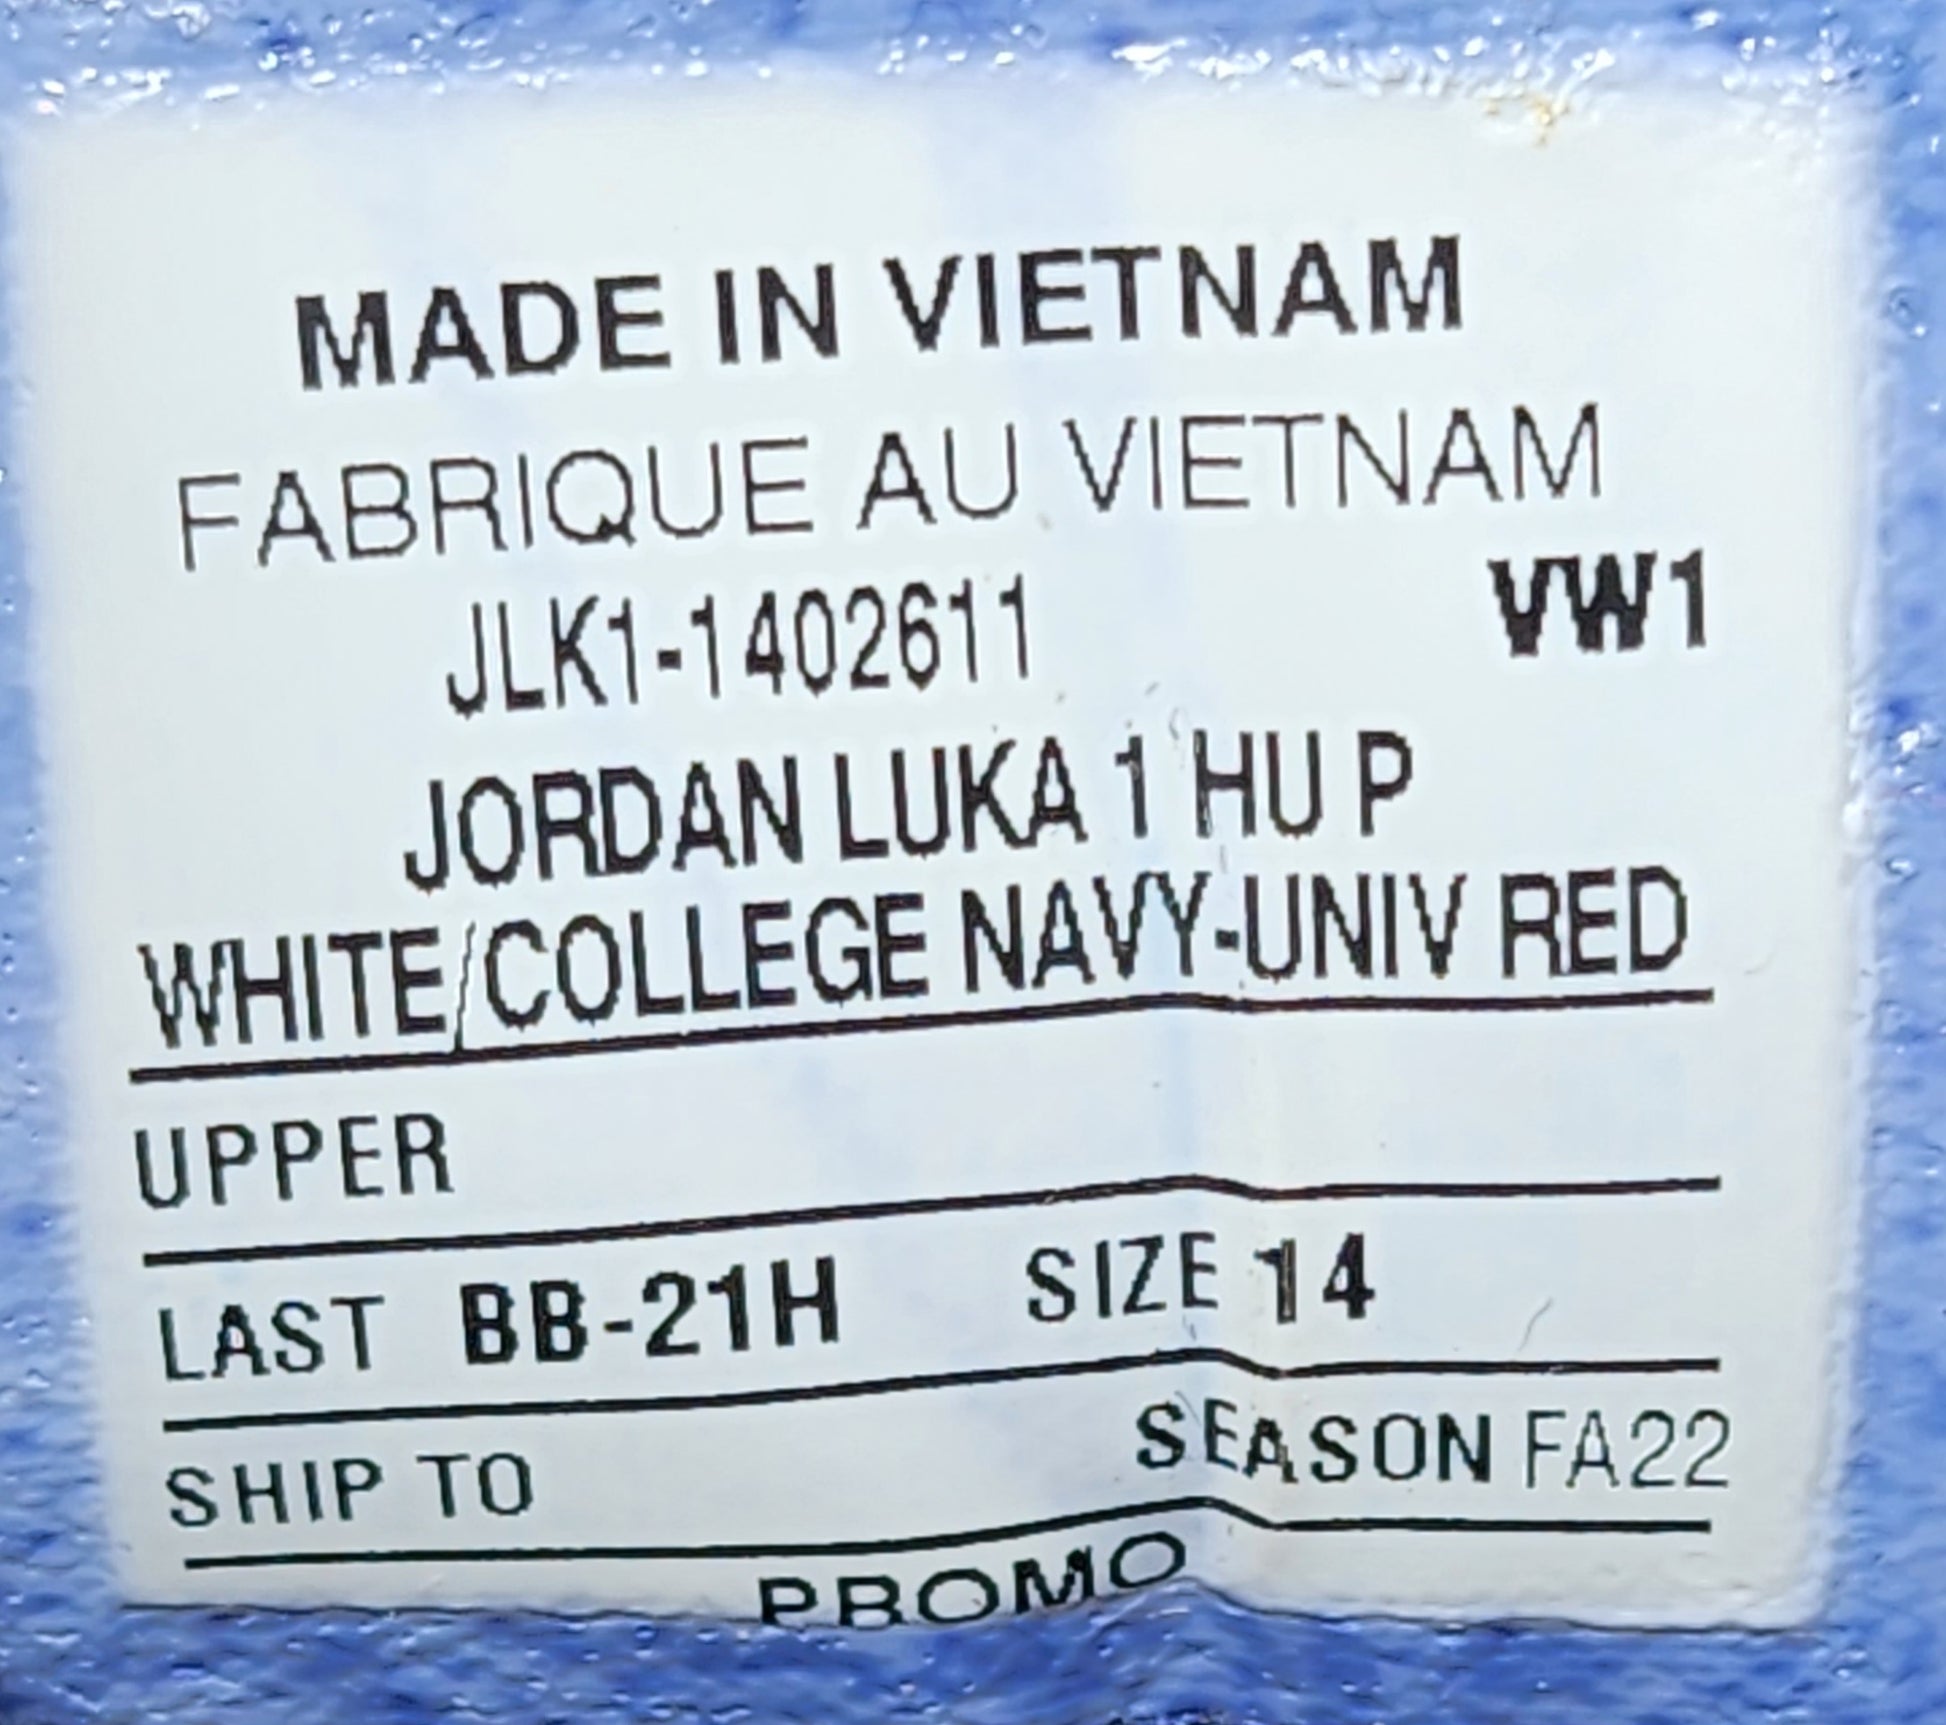 MADE IN VIETNAM
FABRIQUE AU VIETNAM
JLK1-1402611 VW1
JORDAN LUKA 1 HU P
WHITE/COLLEGE NAVY-UNIV RED
UPPER
LAST BB-21H SIZE 14
SHIP TO SEASON FA22
PROMO